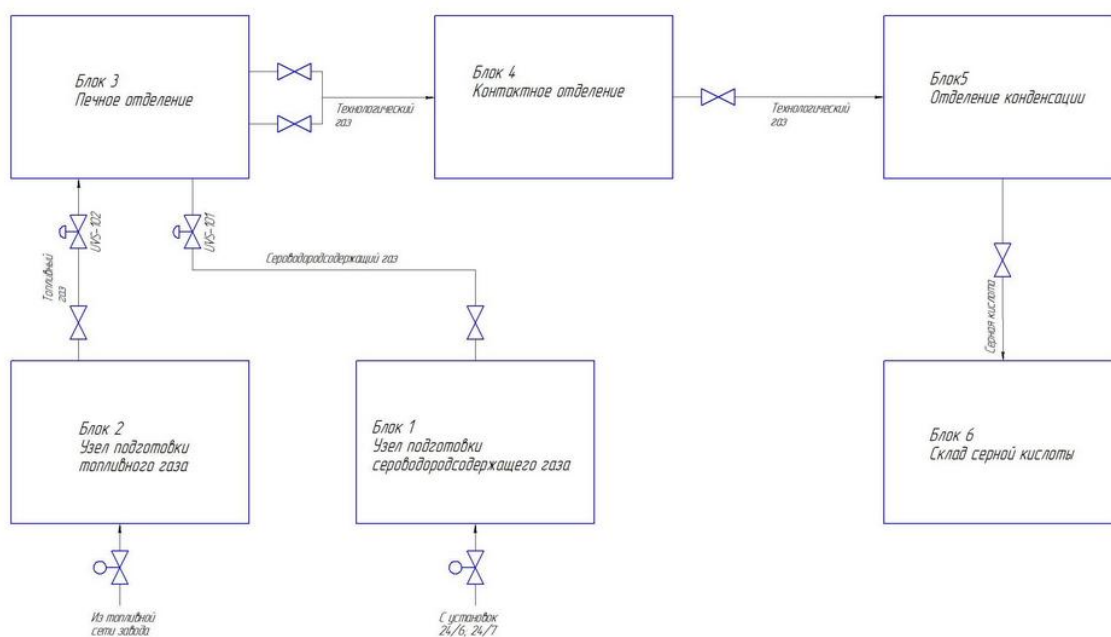 Блок 3
Печное отделение
Блок 4
Контактное отделение
Блок5
Отделение конденсации
Технологический
газ
Технологический
газ
UVS-102
UVS-101
Топливный
газ
Сероводородсодержащий газ
Серная кислота
Блок 2
Узел подготовки
топливного газа
Блок 1
Узел подготовки
сероводородсодержащего газа
Блок 6
Склад серной кислоты
Из топливной
сети завода
С установок
24/6, 24/7